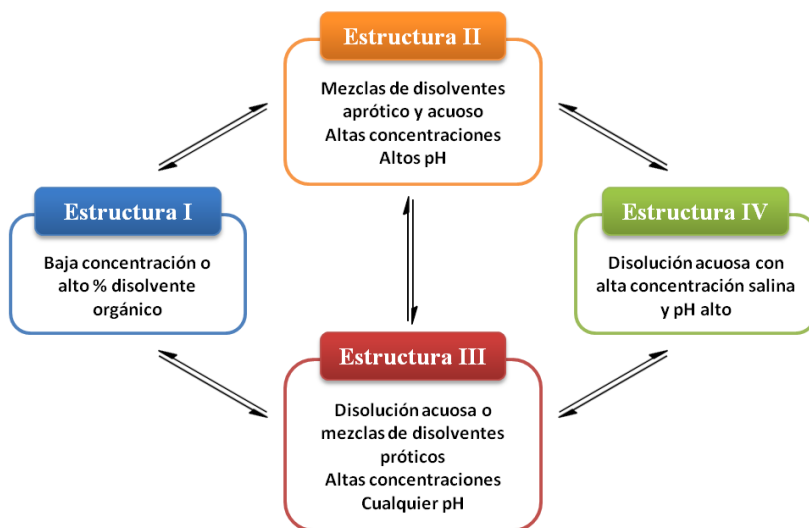 Estructura II
Mezclas de disolventes
aprótico y acuoso
Altas concentraciones
Altos pH
Estructura I
Baja concentración o
alto % disolvente
orgánico
Estructura IV
Disolución acuosa con
alta concentración salina
y pH alto
Estructura III
Disolución acuosa o
mezclas de disolventes
próticos
Altas concentraciones
Cualquier pH